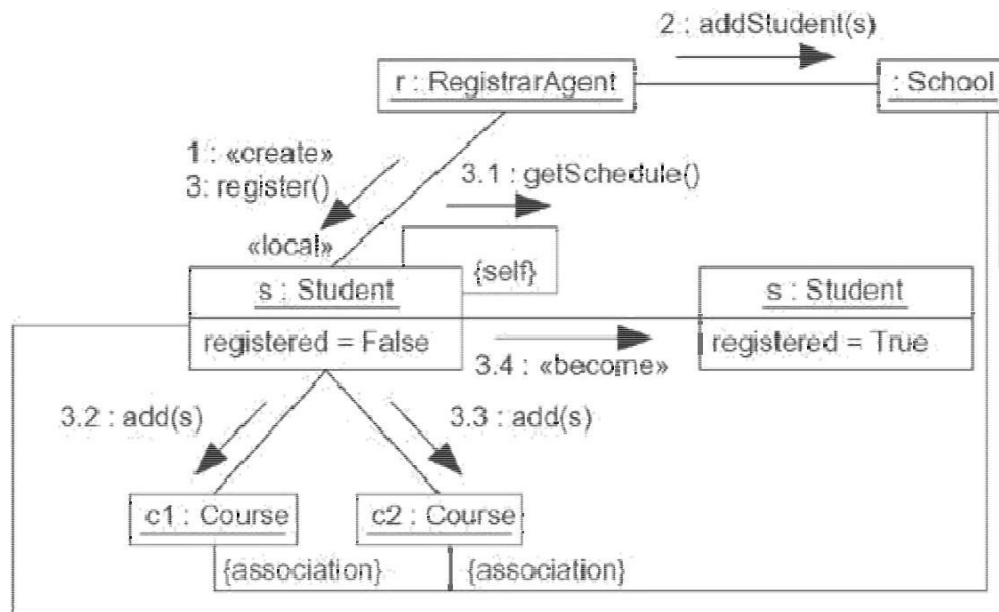 2 : addStudent(s)
r : RegistrarAgent
: School
1 : «create»
3: register()
3.1 : getSchedule()
«local»
{self}
s : Student
s : Student
registered = False
registered = True
3.4 : «become»
3.2 : add(s)
3.3 : add(s)
c1 : Course
c2 : Course
{association}
{association}